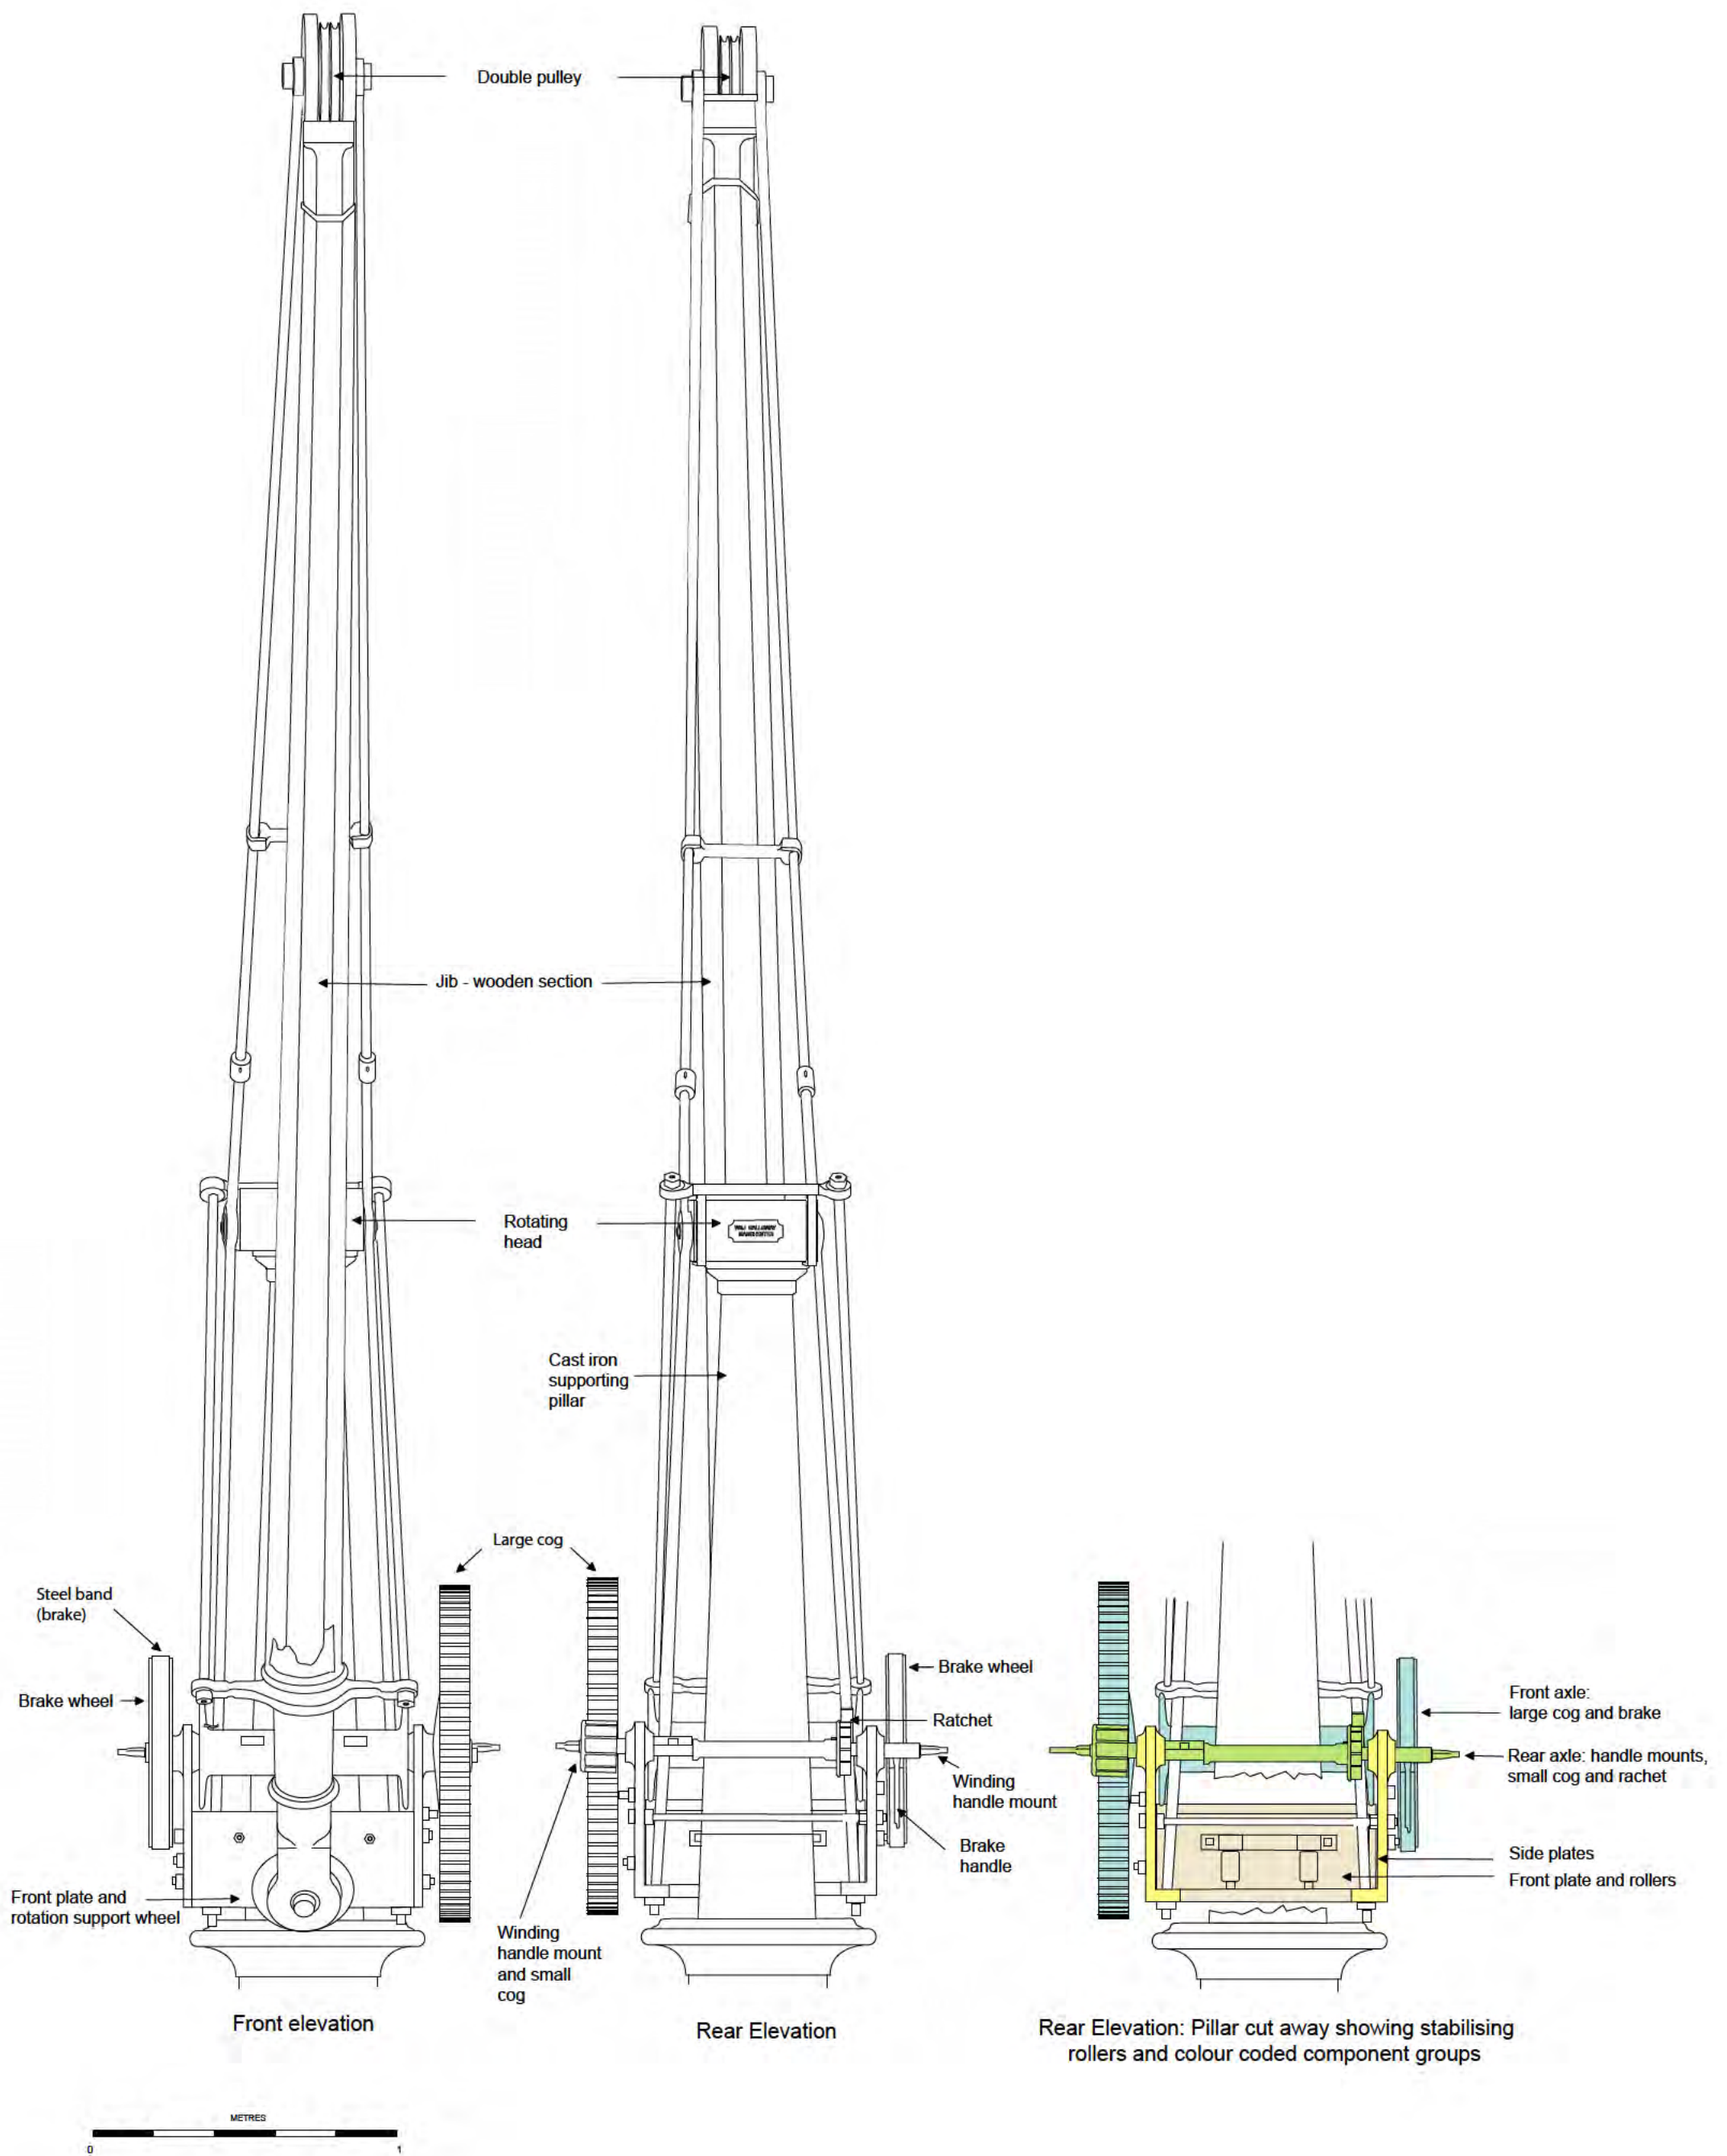 Double pulley
Jib - wooden section
Rotating
head
Cast iron
supporting
pillar
Large cog
Steel band
(brake)
Brake wheel
Brake wheel
Ratchet
Winding
handle mount
Brake
handle
Front plate and
rotation support wheel
Winding
handle mount
and small
cog
Front axle:
large cog and brake
Rear axle: handle mounts,
small cog and rachet
Side plates
Front plate and rollers
Front elevation
Rear Elevation
Rear Elevation: Pillar cut away showing stabilising
rollers and colour coded component groups
METRES
0 1